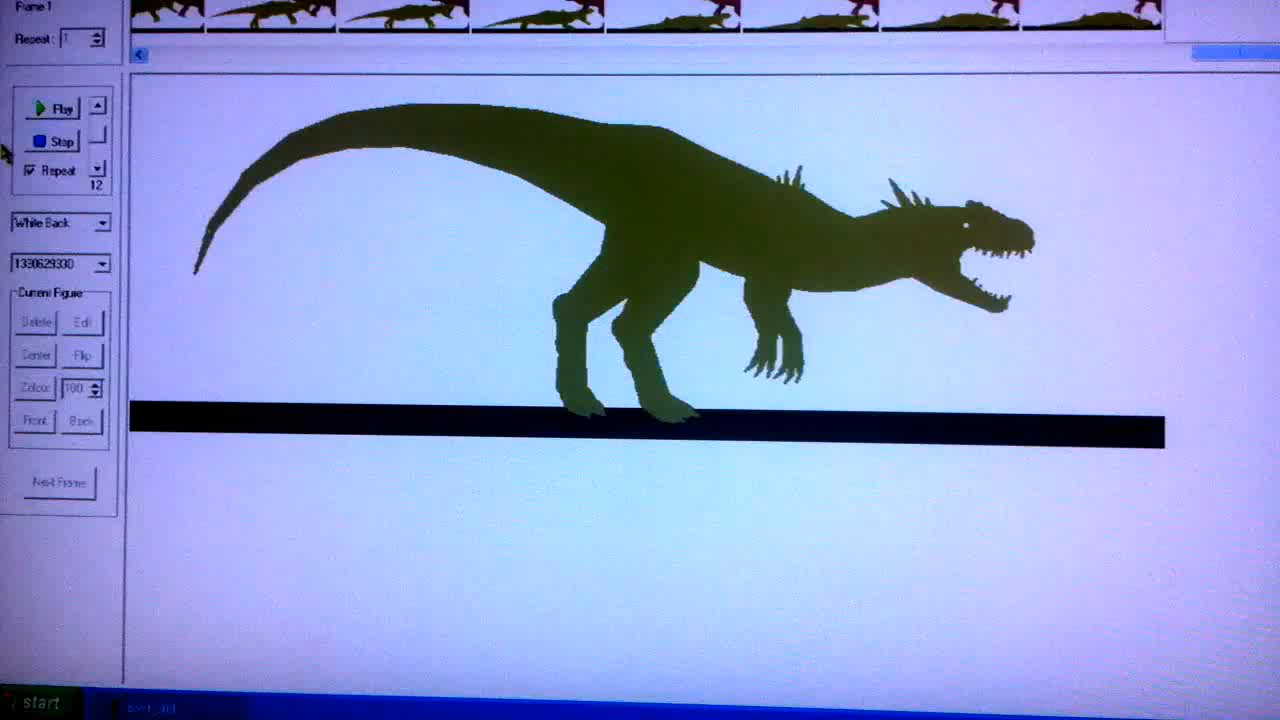 Frame 1
Repeat: 1
Play
Stop
Repeat
12
White Back
1330629330
Current Figure
Delete Edit
Center Flip
Colour 100
Front Back
Next Frame
start